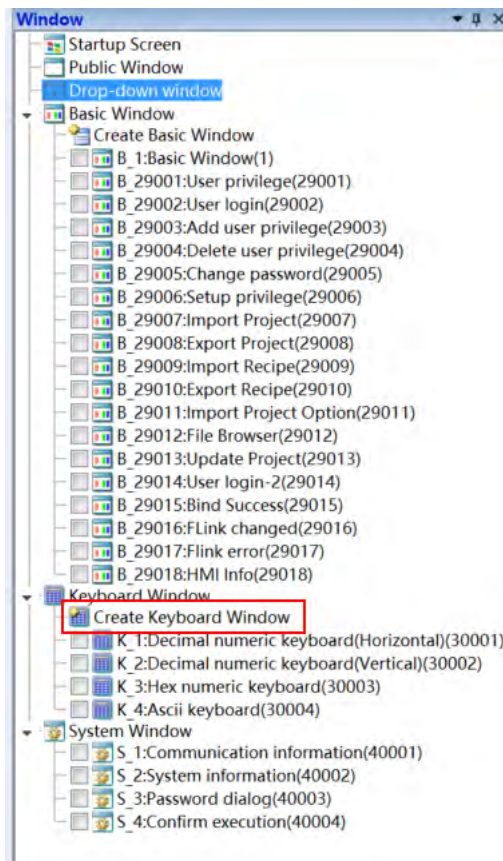 Window
Startup Screen
Public Window
Drop-down window
Basic Window
Create Basic Window
B_1:Basic Window(1)
B_29001:User privilege(29001)
B_29002:User login(29002)
B_29003:Add user privilege(29003)
B_29004:Delete user privilege(29004)
B_29005:Change password(29005)
B_29006:Setup privilege(29006)
B_29007:Import Project(29007)
B_29008:Export Project(29008)
B_29009:Import Recipe(29009)
B_29010:Export Recipe(29010)
B_29011:Import Project Option(29011)
B_29012:File Browser(29012)
B_29013:Update Project(29013)
B_29014:User login-2(29014)
B_29015:Bind Success(29015)
B_29016:FLink changed(29016)
B_29017:Flink error(29017)
B_29018:HMI Info(29018)
Keyboard Window
Create Keyboard Window
K_1:Decimal numeric keyboard(Horizontal)(30001)
K_2:Decimal numeric keyboard(Vertical)(30002)
K_3:Hex numeric keyboard(30003)
K_4:Ascii keyboard(30004)
System Window
S_1:Communication information(40001)
S_2:System information(40002)
S_3:Password dialog(40003)
S_4:Confirm execution(40004)